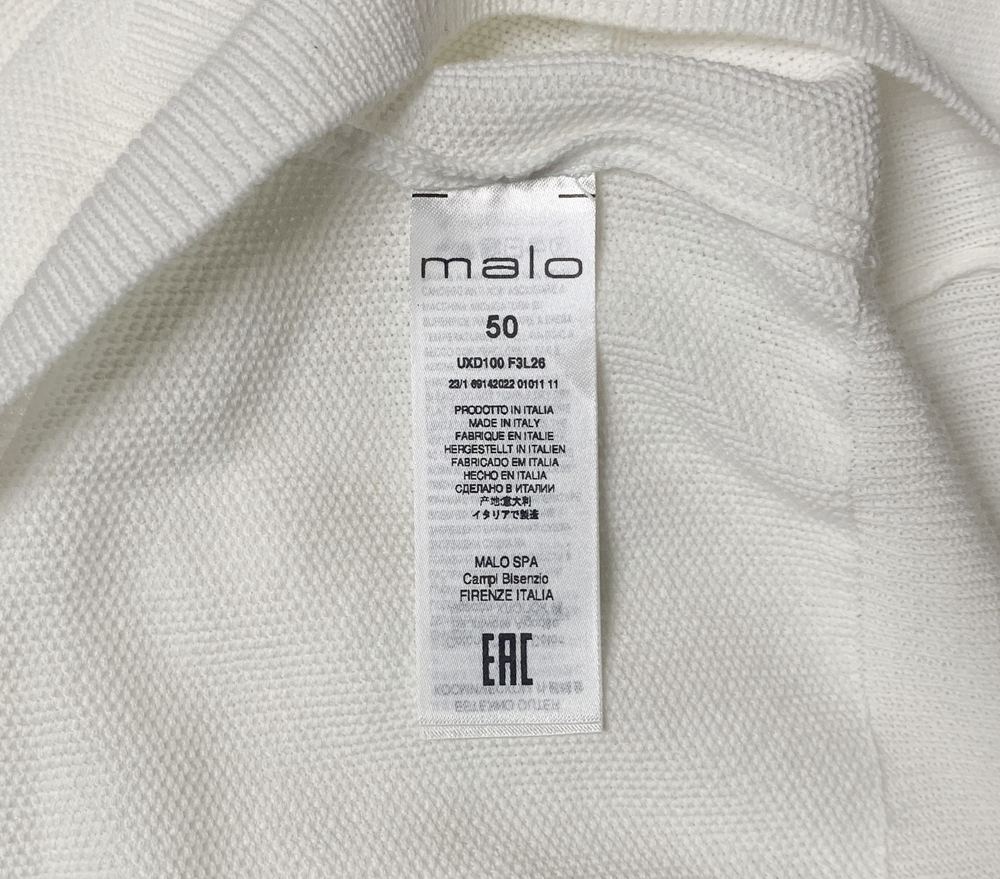 malo
50
UXD100 F3L26
23/1 69142022 01011 11
PRODOTTO IN ITALIA
MADE IN ITALY
FABRIQUE EN ITALIE
HERGESTELLT IN ITALIEN
FABRICADO EM ITALIA
HECHO EN ITALIA
СДЕЛАНО В ИТАЛИИ
产地意大利
イタリアで製造
MALO SPA
Campi Bisenzio
FIRENZE ITALIA
EAC